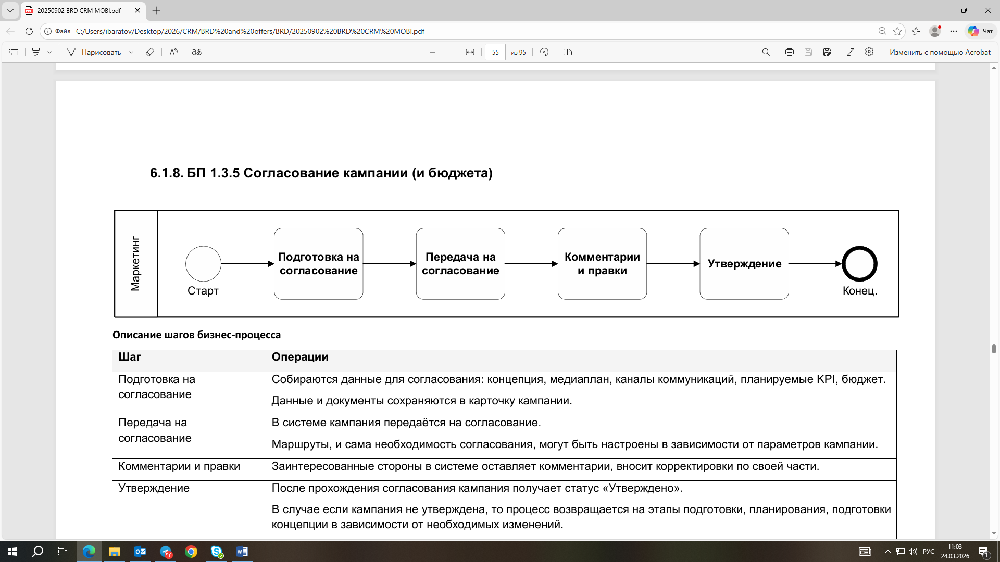 20250902 BRD CRM MOBI.pdf
Файл
C:/Users/ibaratov/Desktop/2026/CRM/BRD%20and%20offers/BRD/20250902%20BRD%20CRM%20MOBI.pdf
Чат
Нарисовать
55
из 95
Изменить с помощью Acrobat
6.1.8. БП 1.3.5 Согласование кампании (и бюджета)
Маркетинг
Старт
Подготовка на
согласование
Передача на
согласование
Комментарии
и правки
Утверждение
Конец.
Описание шагов бизнес-процесса
Шаг
Операции
Подготовка на
согласование
Собираются данные для согласования: концепция, медиаплан, каналы коммуникаций, планируемые KPI, бюджет.
Данные и документы сохраняются в карточку кампании.
Передача на
согласование
В системе кампания передаётся на согласование.
Маршруты, и сама необходимость согласования, могут быть настроены в зависимости от параметров кампании.
Комментарии и правки
Заинтересованные стороны в системе оставляет комментарии, вносит корректировки по своей части.
Утверждение
После прохождения согласования кампания получает статус «Утверждено».
В случае если кампания не утверждена, то процесс возвращается на этапы подготовки, планирования, подготовки
концепции в зависимости от необходимых изменений.
56
РУС
11:03
24.03.2026
1